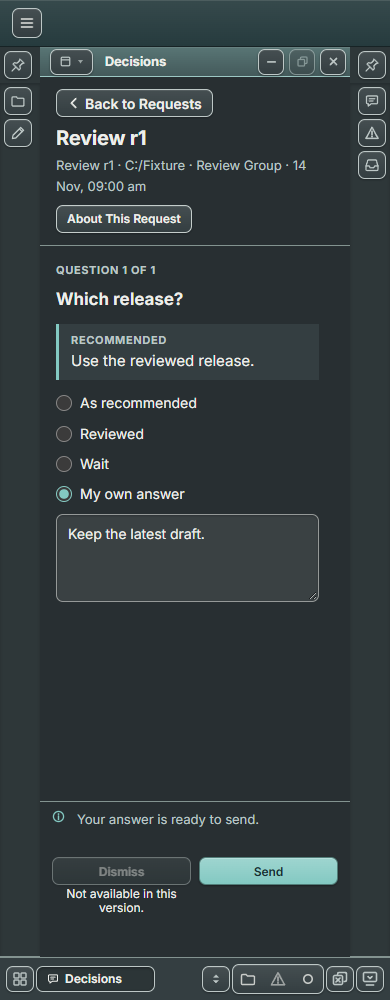 Decisions
Back to Requests
Review r1
Review r1 · C:/Fixture · Review Group · 14
Nov, 09:00 am
About This Request
QUESTION 1 OF 1
Which release?
RECOMMENDED
Use the reviewed release.
As recommended
Reviewed
Wait
My own answer
Keep the latest draft.
Your answer is ready to send.
Dismiss
Send
Not available in this
version.
Decisions